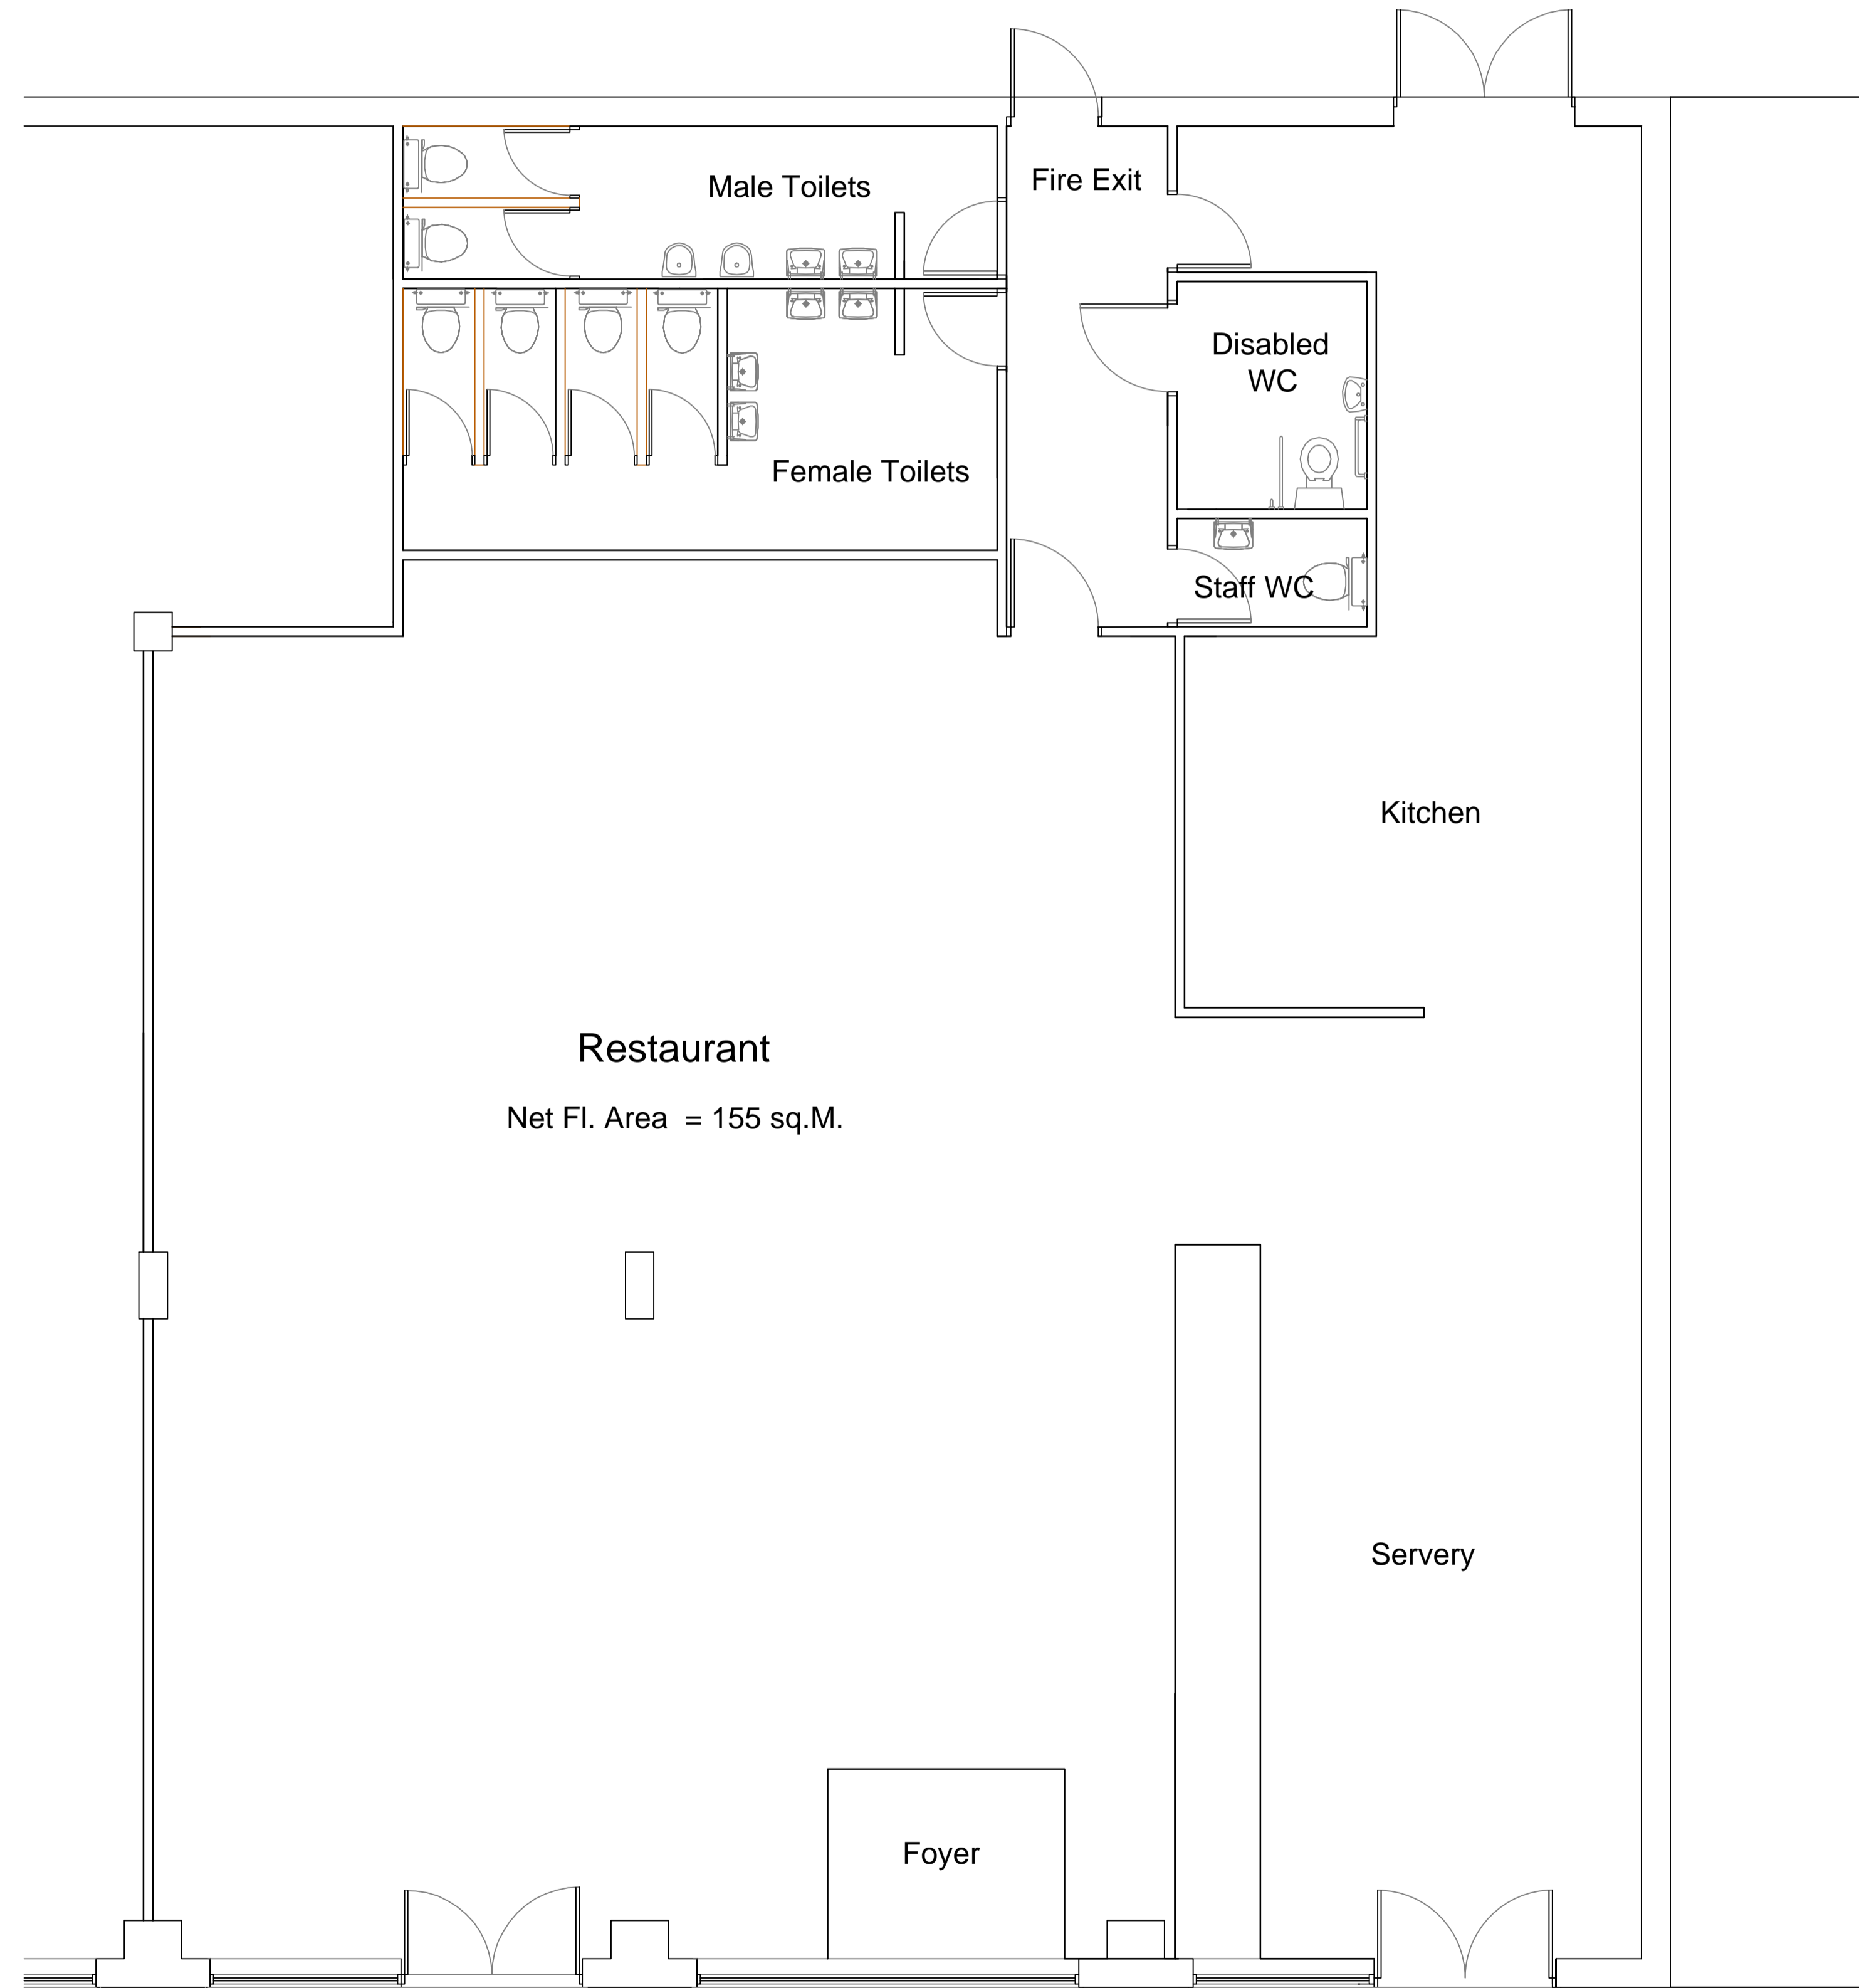 Male Toilets
Fire Exit
Disabled
WC
Female Toilets
Staff WC
Kitchen
Restaurant
Net Fl. Area = 155 sq.M.
Servery
Foyer